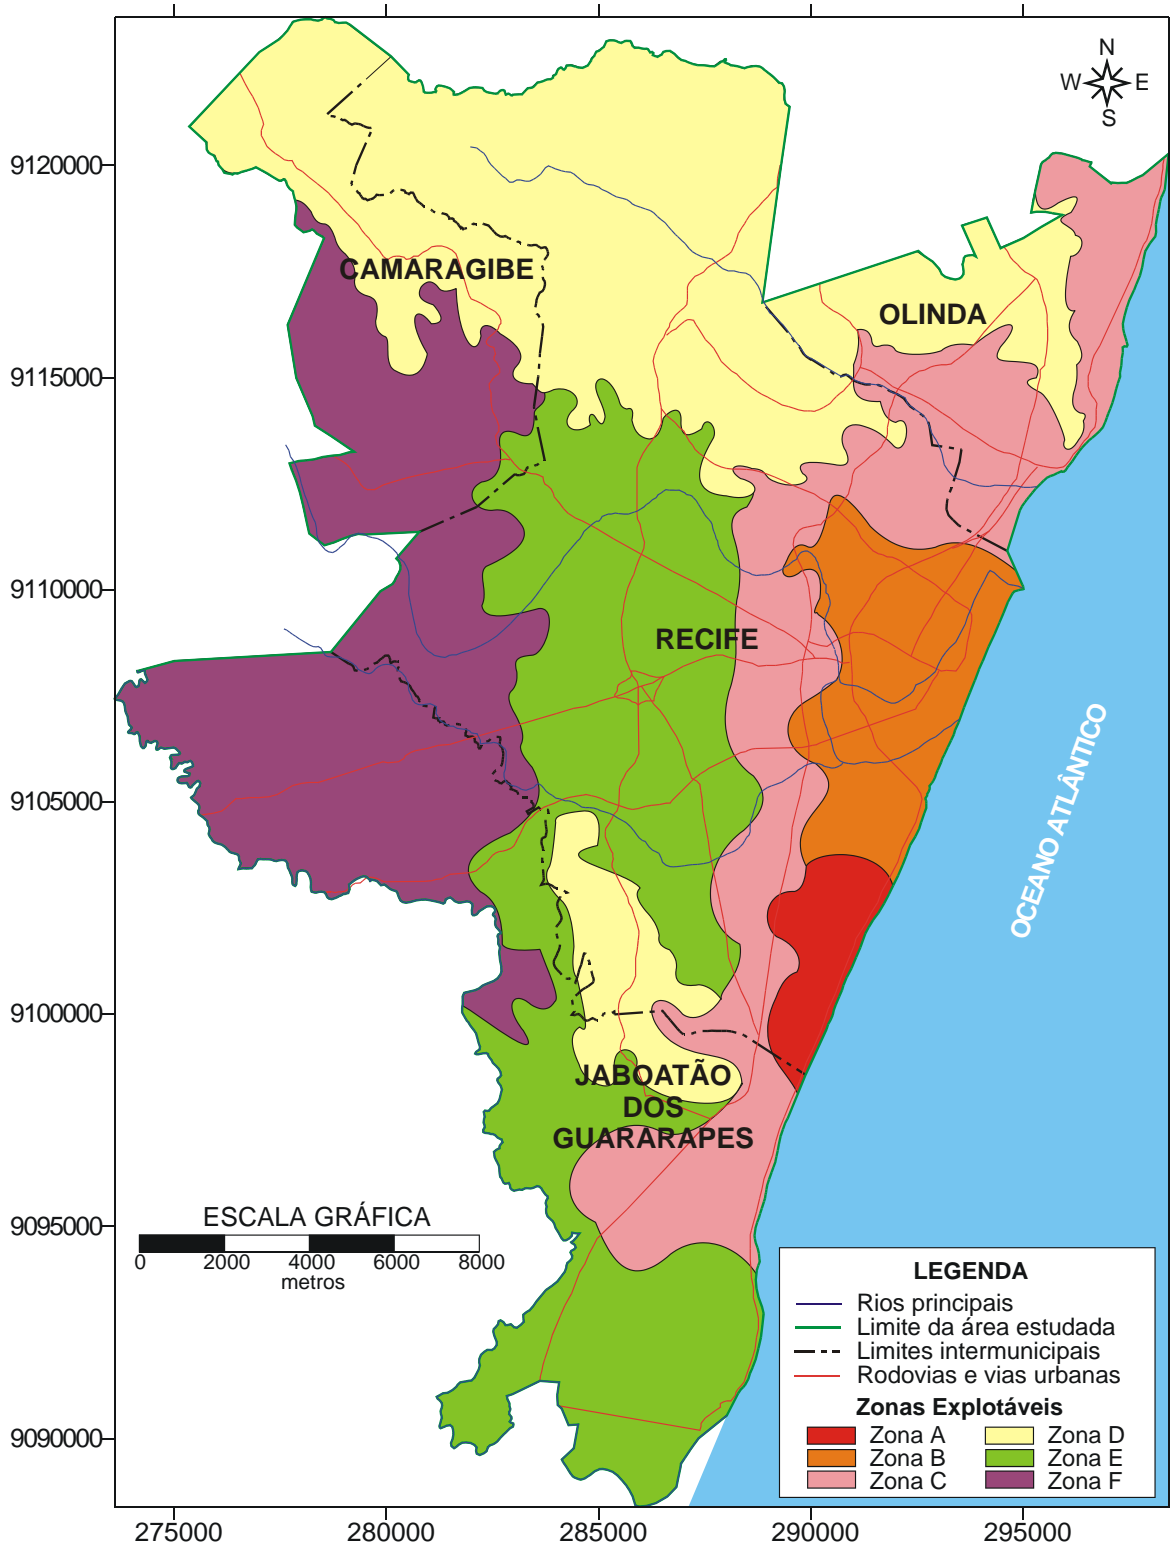 N
W E
S
9120000
CAMARAGIBE
OLINDA
9115000
9110000
RECIFE
9105000
OCEANO ATLÂNTICO
9100000
JABOATÃO
DOS
GUARARAPES
9095000
ESCALA GRÁFICA
0 2000 4000 6000 8000
metros
LEGENDA
Rios principais
Limite da área estudada
Limites intermunicipais
Rodovias e vias urbanas
Zonas Explotáveis
Zona A Zona D
Zona B Zona E
Zona C Zona F
9090000
275000 280000 285000 290000 295000